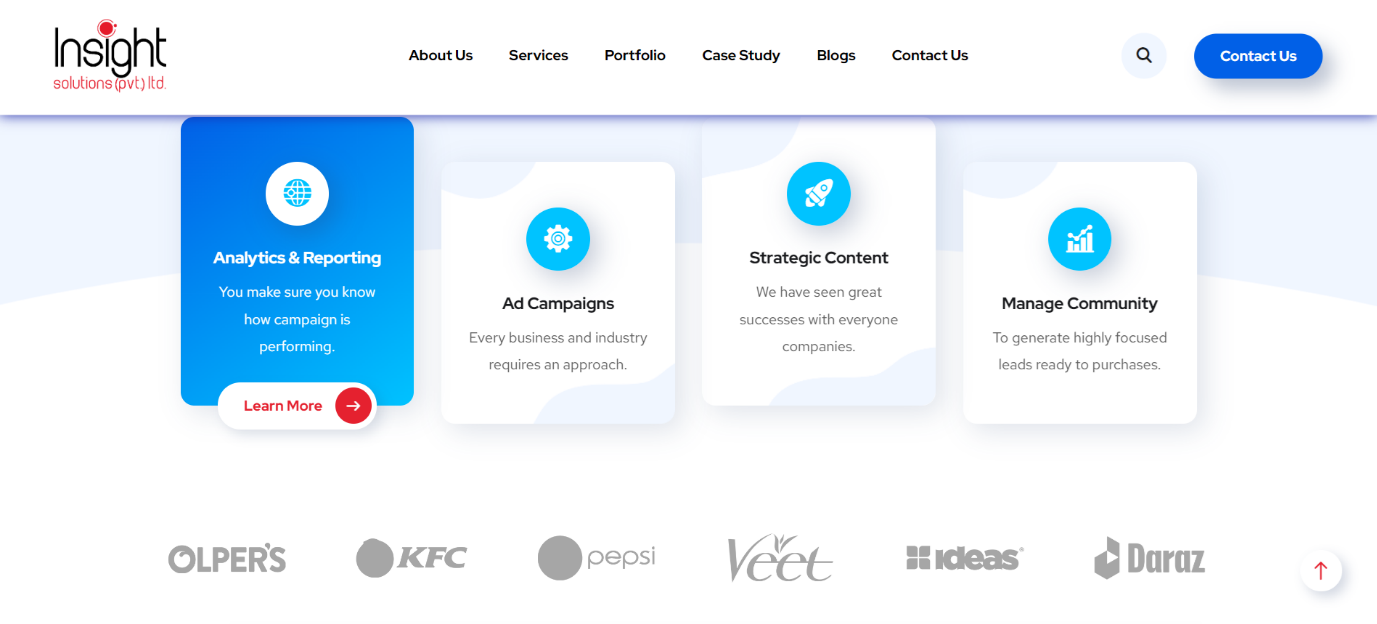 Insight
solutions (pvt) ltd.
About Us Services Portfolio Case Study Blogs Contact Us
Contact Us
Analytics & Reporting
You make sure you know
how campaign is
performing.
Learn More
Ad Campaigns
Every business and industry
requires an approach.
Strategic Content
We have seen great
successes with everyone
companies.
Manage Community
To generate highly focused
leads ready to purchases.
OLPER'S
KFC
pepsi
Veet
ideas®
Daraz